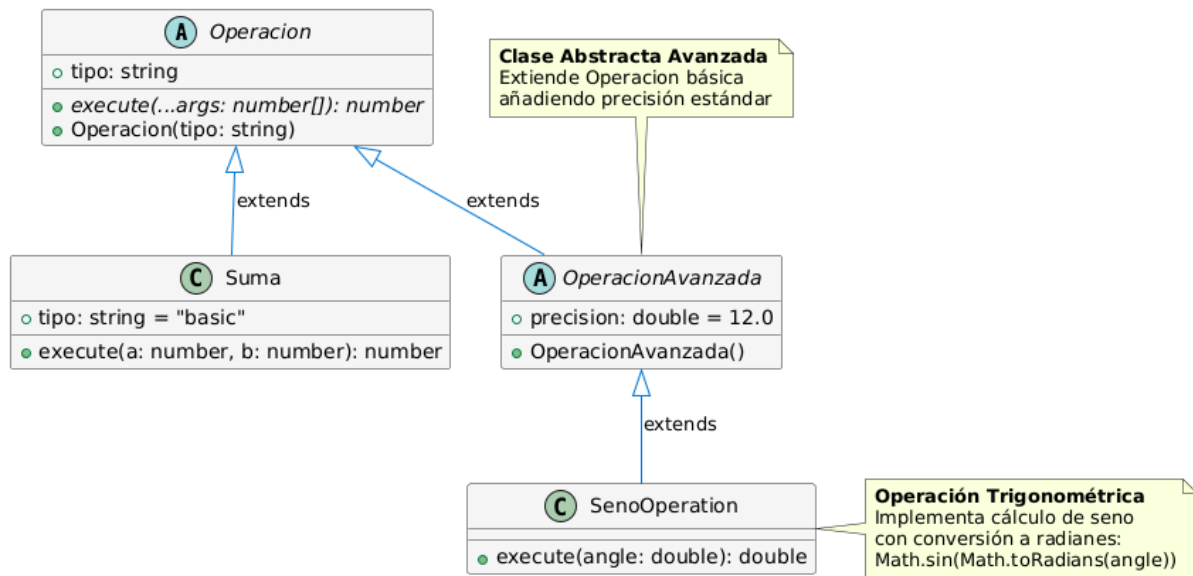 A Operacion
tipo: string
execute(...args: number[]): number
Operacion(tipo: string)
Clase Abstracta Avanzada
Extiende Operacion básica
añadiendo precisión estándar
extends
extends
C Suma
tipo: string = "basic"
execute(a: number, b: number): number
A OperacionAvanzada
precision: double = 12.0
OperacionAvanzada()
extends
C SenoOperation
execute(angle: double): double
Operación Trigonométrica
Implementa cálculo de seno
con conversión a radianes:
Math.sin(Math.toRadians(angle))